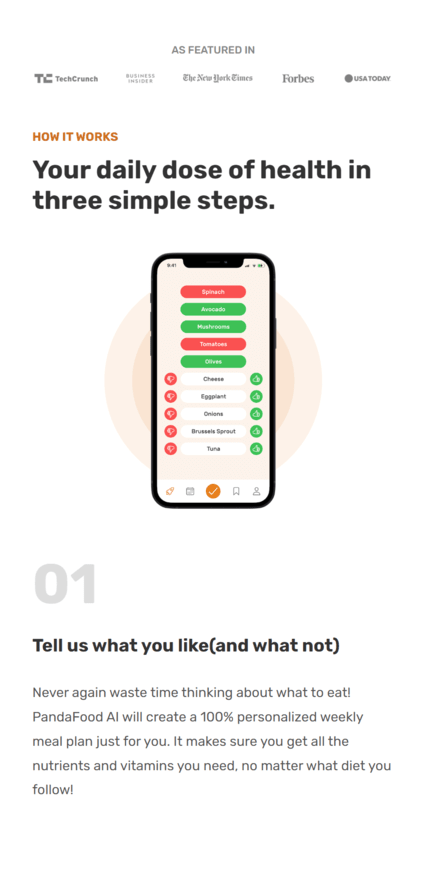 AS FEATURED IN
TechCrunch
BUSINESS
INSIDER
The New York Times
Forbes
USA TODAY
HOW IT WORKS
Your daily dose of health in
three simple steps.
9:41
Spinach
Avocado
Mushrooms
Tomatoes
Olives
Cheese
Eggplant
Onions
Brussels Sprout
Tuna
01
Tell us what you like(and what not)
Never again waste time thinking about what to eat!
PandaFood AI will create a 100% personalized weekly
meal plan just for you. It makes sure you get all the
nutrients and vitamins you need, no matter what diet you
follow!